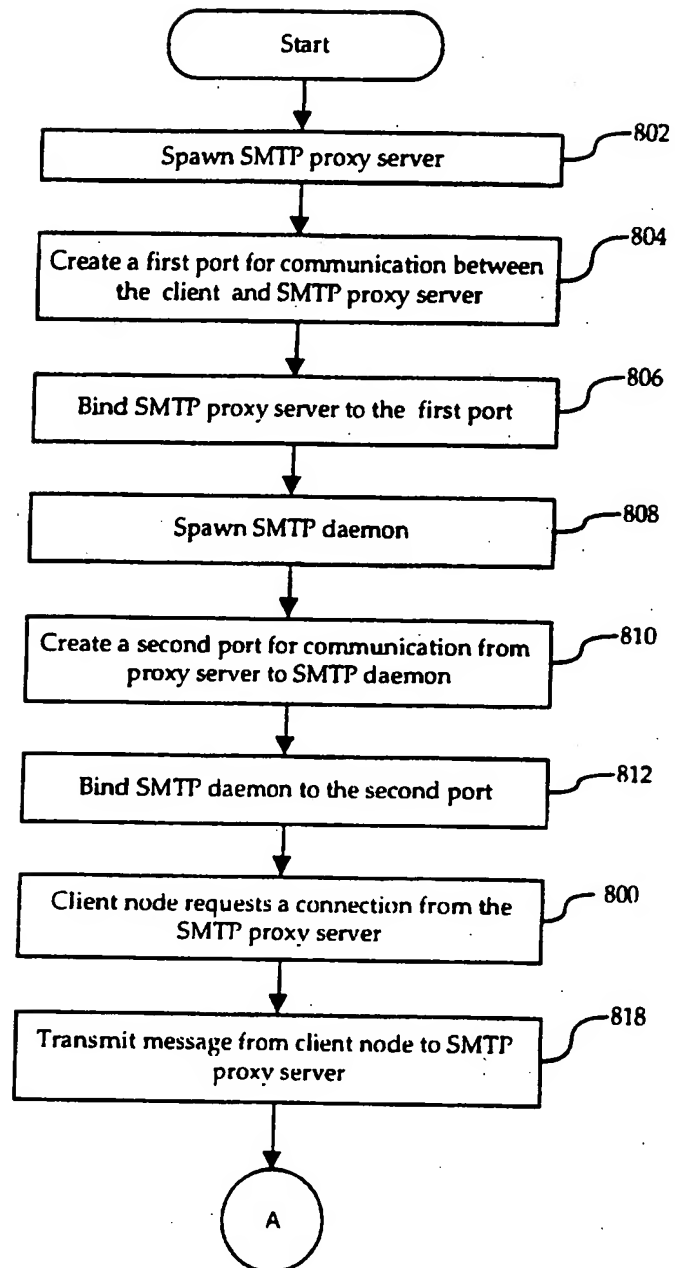 Start
Spawn SMTP proxy server
802
Create a first port for communication between
the client and SMTP proxy server
804
Bind SMTP proxy server to the first port
806
Spawn SMTP daemon
808
Create a second port for communication from
proxy server to SMTP daemon
810
Bind SMTP daemon to the second port
812
Client node requests a connection from the
SMTP proxy server
800
Transmit message from client node to SMTP
proxy server
818
A